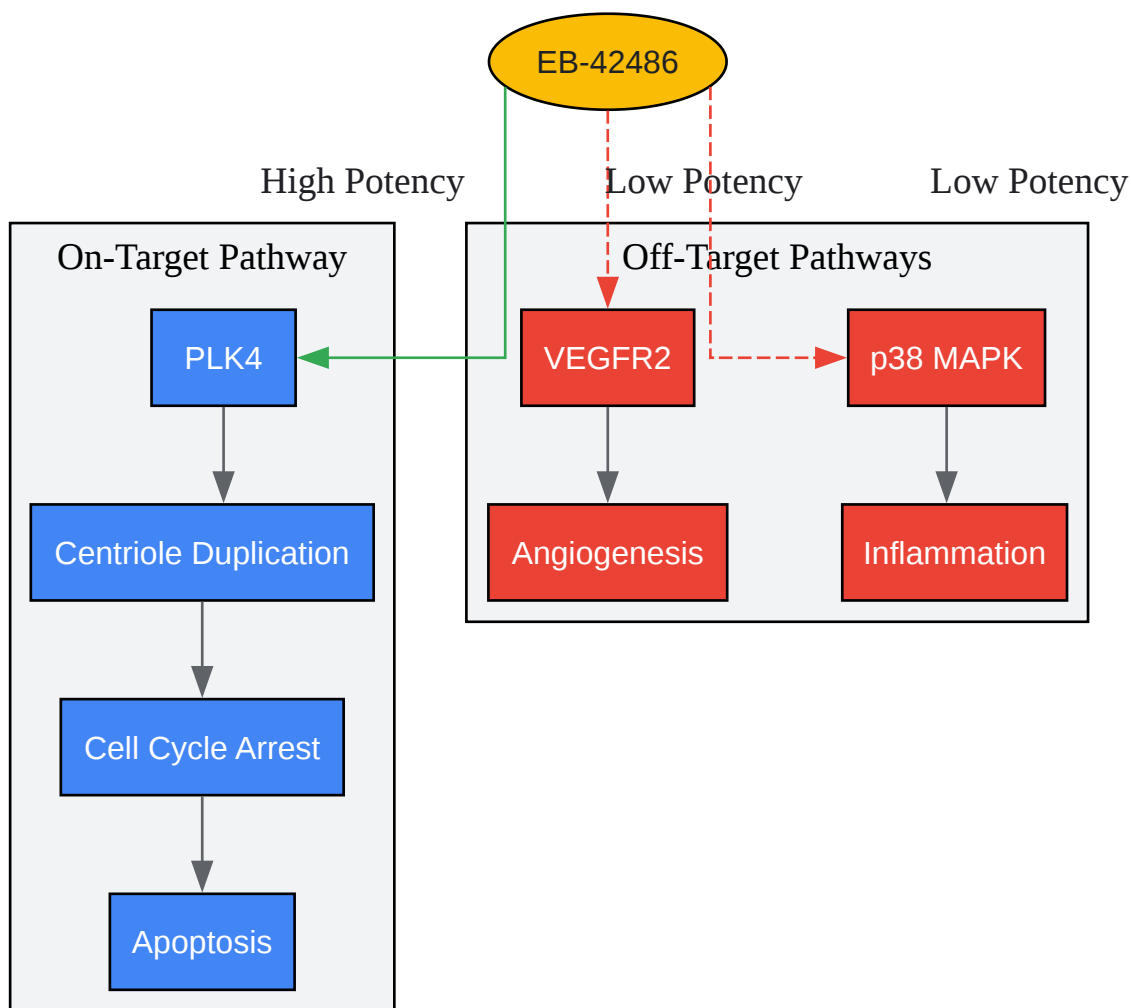 EB-42486
High Potency
Low Potency
Low Potency
On-Target Pathway
Off-Target Pathways
PLK4
VEGFR2
p38 MAPK
Centriole Duplication
Angiogenesis
Inflammation
Cell Cycle Arrest
Apoptosis